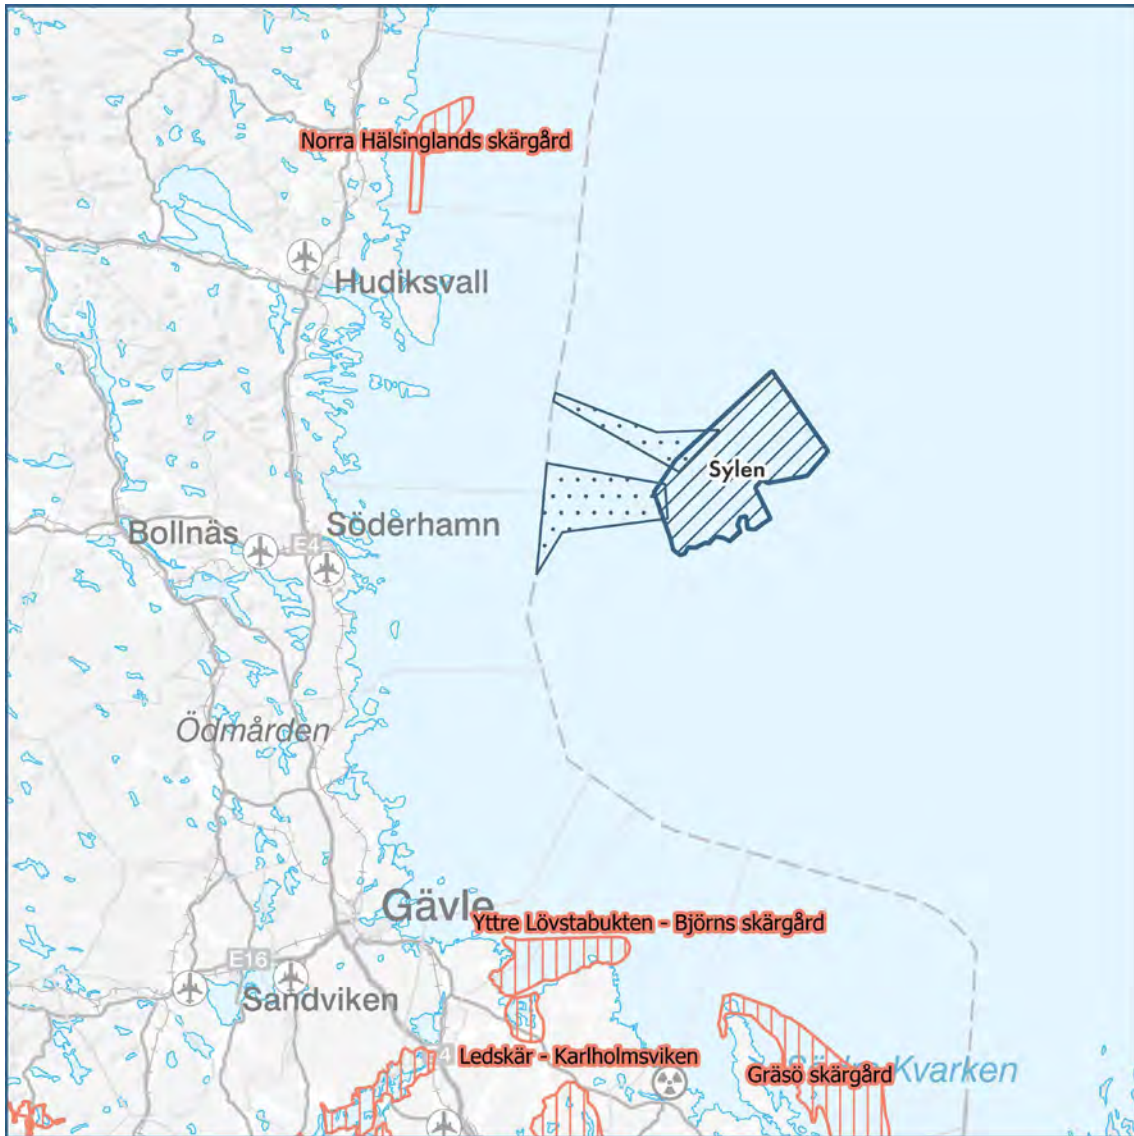 Norra Hälsinglands skärgård
Hudiksvall
Sylen
Söderhamn
Bollnäs
E4
Ödmården
Gävle
Yttre Lövstabukten - Björns skärgård
E16
Sandviken
4
Ledskär - Karlholmsviken
Kvarken
Gräsö skärgård